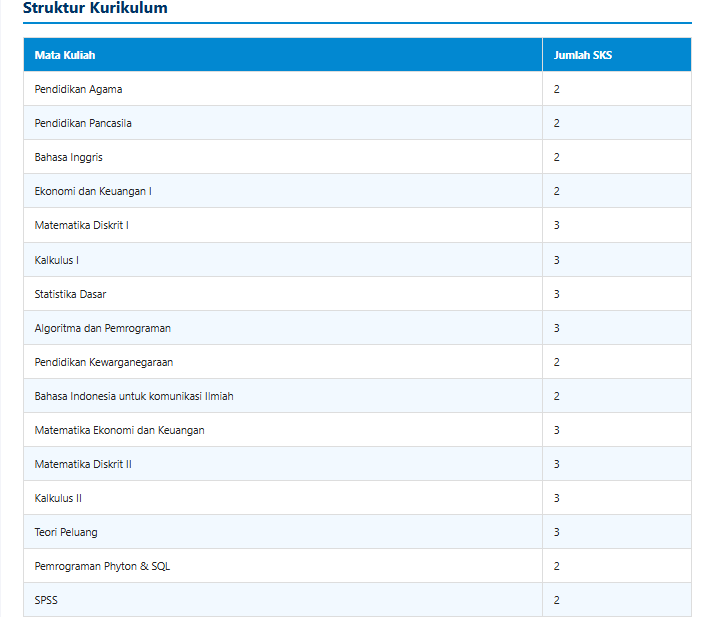 Struktur Kurikulum
Mata Kuliah Jumlah SKS
Pendidikan Agama 2
Pendidikan Pancasila 2
Bahasa Inggris 2
Ekonomi dan Keuangan I 2
Matematika Diskrit I 3
Kalkulus I 3
Statistika Dasar 3
Algoritma dan Pemrograman 3
Pendidikan Kewarganegaraan 2
Bahasa Indonesia untuk komunikasi Ilmiah 2
Matematika Ekonomi dan Keuangan 3
Matematika Diskrit II 3
Kalkulus II 3
Teori Peluang 3
Pemrograman Phyton & SQL 2
SPSS 2